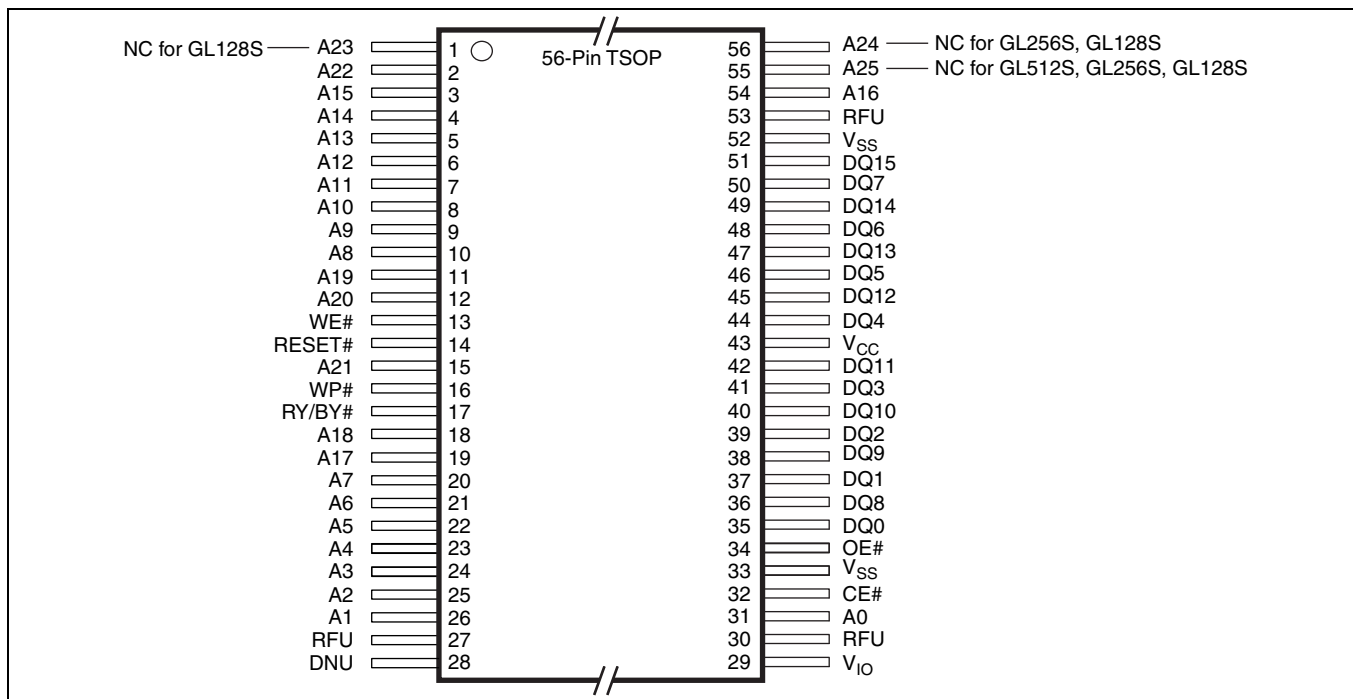 NC for GL128S A23 1 56-Pin TSOP 56 A24 NC for GL256S, GL128S
A22 2 55 A25 NC for GL512S, GL256S, GL128S
A15 3 54 A16
A14 4 53 RFU
A13 5 52 VSS
A12 6 51 DQ15
A11 7 50 DQ7
A10 8 49 DQ14
A9 9 48 DQ6
A8 10 47 DQ13
A19 11 46 DQ5
A20 12 45 DQ12
WE# 13 44 DQ4
RESET# 14 43 VCC
A21 15 42 DQ11
WP# 16 41 DQ3
RY/BY# 17 40 DQ10
A18 18 39 DQ2
A17 19 38 DQ9
A7 20 37 DQ1
A6 21 36 DQ8
A5 22 35 DQ0
A4 23 34 OE#
A3 24 33 VSS
A2 25 32 CE#
A1 26 31 A0
RFU 27 30 RFU
DNU 28 29 VIO